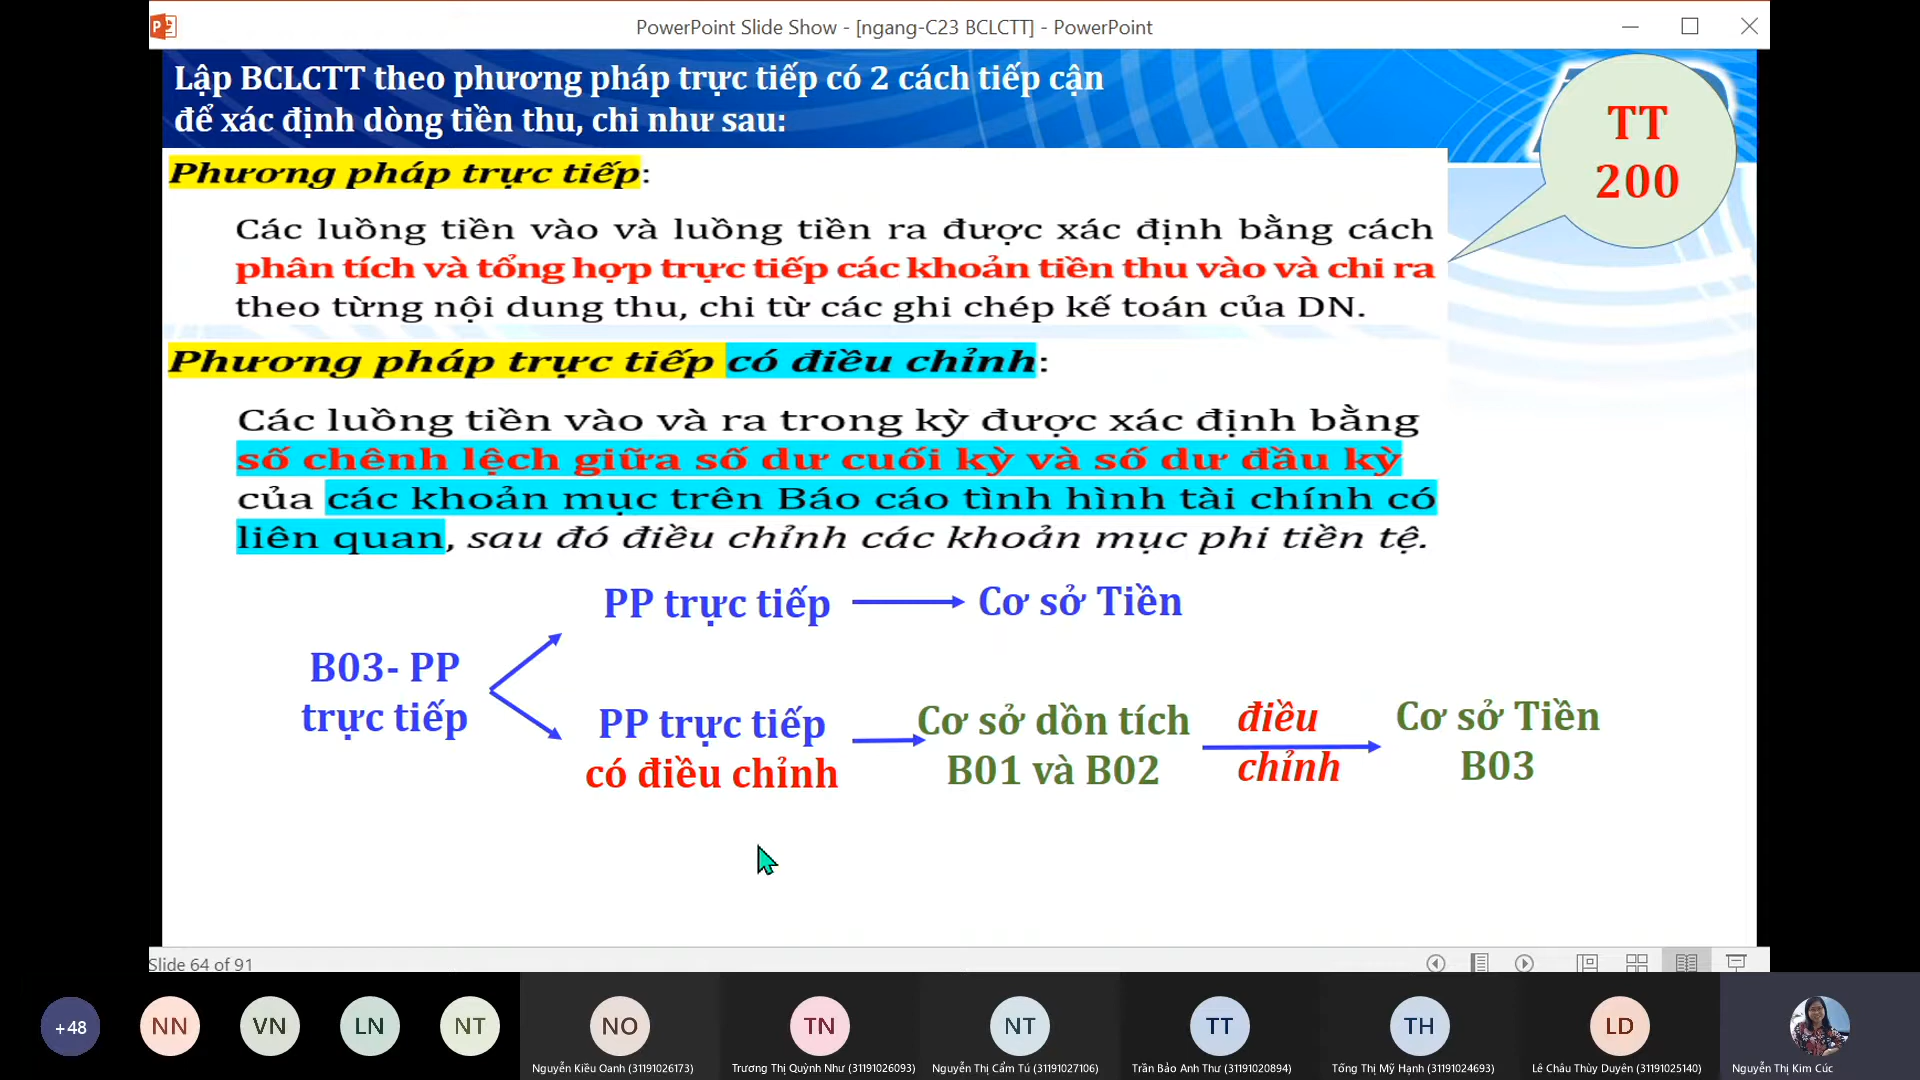 PowerPoint Slide Show - [ngang-C23 BCLCTT] - PowerPoint
Lập BCLCTT theo phương pháp trực tiếp có 2 cách tiếp cận
để xác định dòng tiền thu, chi như sau:
TT
200
Phương pháp trực tiếp:
Các luồng tiền vào và luồng tiền ra được xác định bằng cách
phân tích và tổng hợp trực tiếp các khoản tiền thu vào và chi ra
theo từng nội dung thu, chi từ các ghi chép kế toán của DN.
Phương pháp trực tiếp có điều chỉnh:
Các luồng tiền vào và ra trong kỳ được xác định bằng
số chênh lệch giữa số dư cuối kỳ và số dư đầu kỳ
của các khoản mục trên Báo cáo tình hình tài chính có
liên quan, sau đó điều chỉnh các khoản mục phi tiền tệ.
PP trực tiếp
Cơ sở Tiền
B03- PP
trực tiếp
PP trực tiếp
có điều chỉnh
Cơ sở dồn tích
B01 và B02
điều
chỉnh
Cơ sở Tiền
B03
Slide 64 of 91
+48
NN
VN
LN
NT
NO
TN
NT
TT
TH
LD
Nguyễn Kiều Oanh (31191026173)
Trương Thị Quỳnh Như (31191026093)
Nguyễn Thị Cẩm Tú (31191027106)
Trần Bảo Anh Thư (31191020894)
Tống Thị Mỹ Hạnh (31191024693)
Lê Châu Thùy Duyên (31191025140)
Nguyễn Thị Kim Cúc